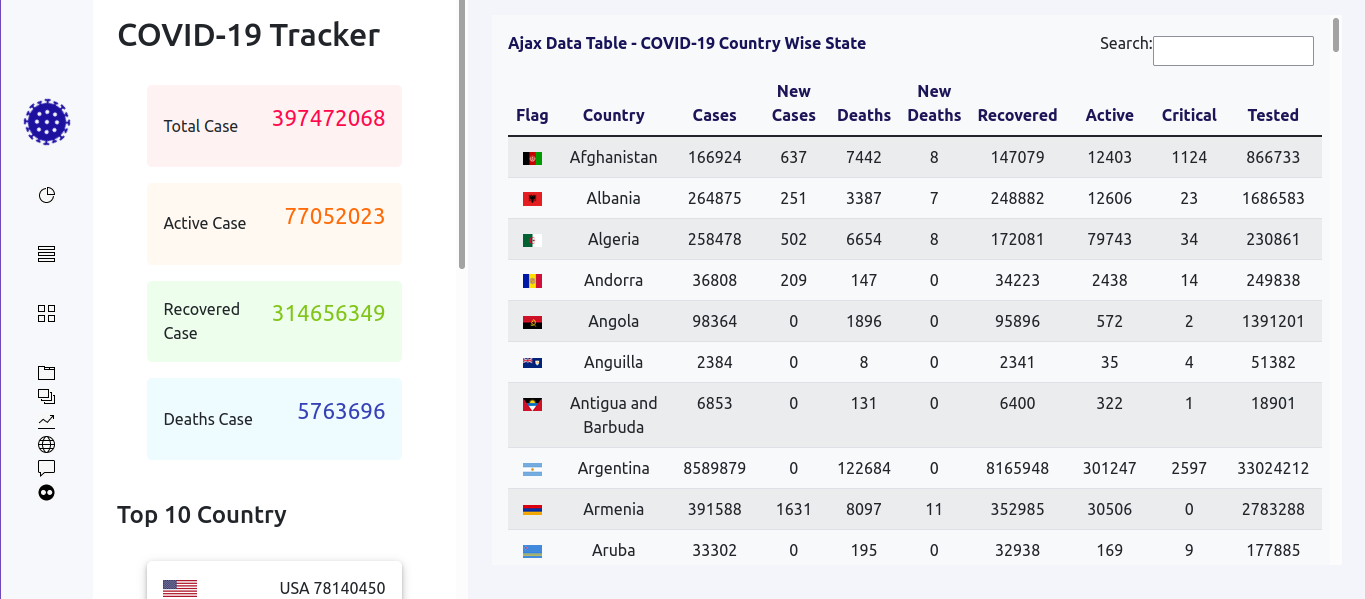 COVID-19 Tracker
Total Case 397472068
Active Case 77052023
Recovered Case 314656349
Deaths Case 5763696
Top 10 Country
USA 78140450
Ajax Data Table - COVID-19 Country Wise State
Search:
Flag Country Cases New Cases Deaths New Deaths Recovered Active Critical Tested
Afghanistan 166924 637 7442 8 147079 12403 1124 866733
Albania 264875 251 3387 7 248882 12606 23 1686583
Algeria 258478 502 6654 8 172081 79743 34 230861
Andorra 36808 209 147 0 34223 2438 14 249838
Angola 98364 0 1896 0 95896 572 2 1391201
Anguilla 2384 0 8 0 2341 35 4 51382
Antigua and Barbuda 6853 0 131 0 6400 322 1 18901
Argentina 8589879 0 122684 0 8165948 301247 2597 33024212
Armenia 391588 1631 8097 11 352985 30506 0 2783288
Aruba 33302 0 195 0 32938 169 9 177885